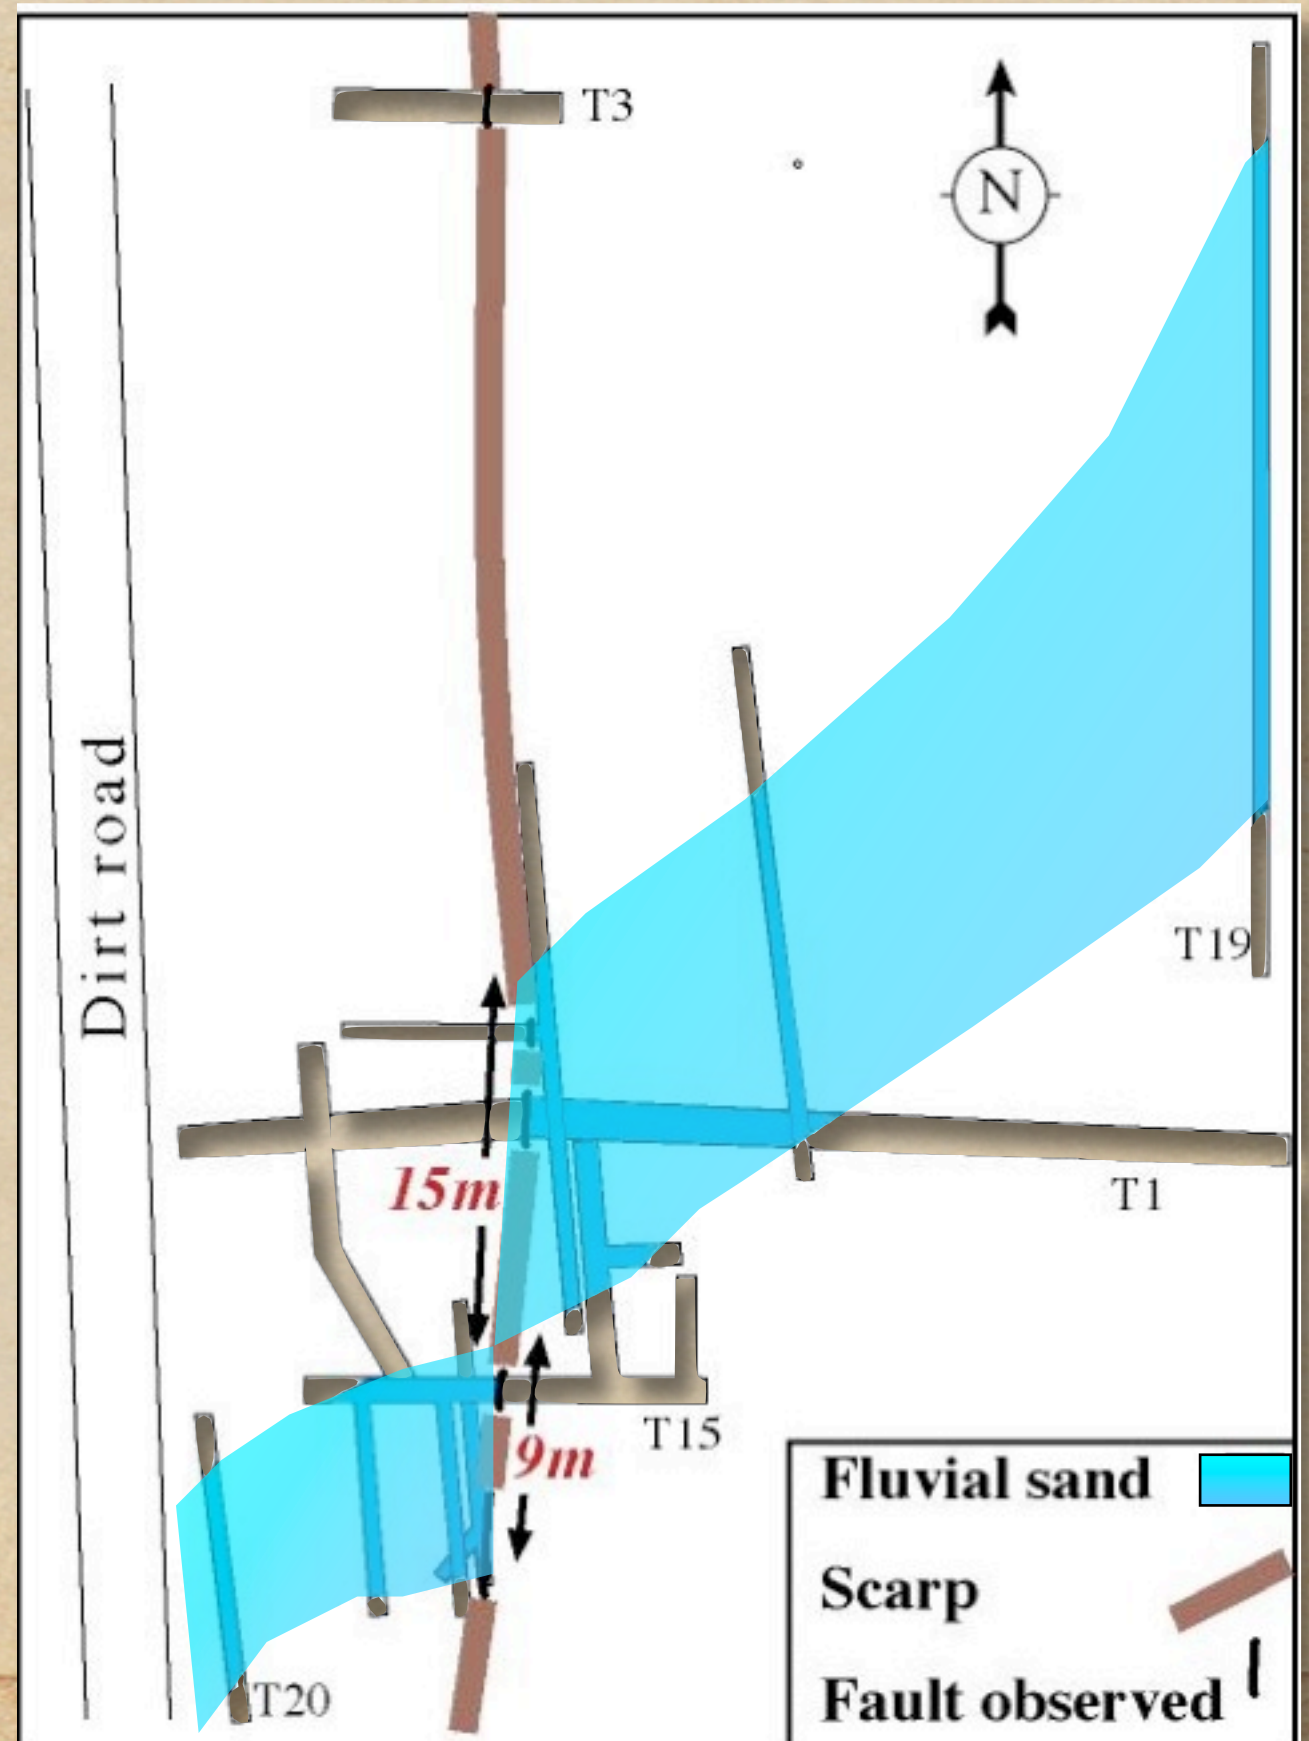 T3
N
Dirt road
T19
15m
T1
9m
T15
Fluvial sand
Scarp
T20
Fault observed